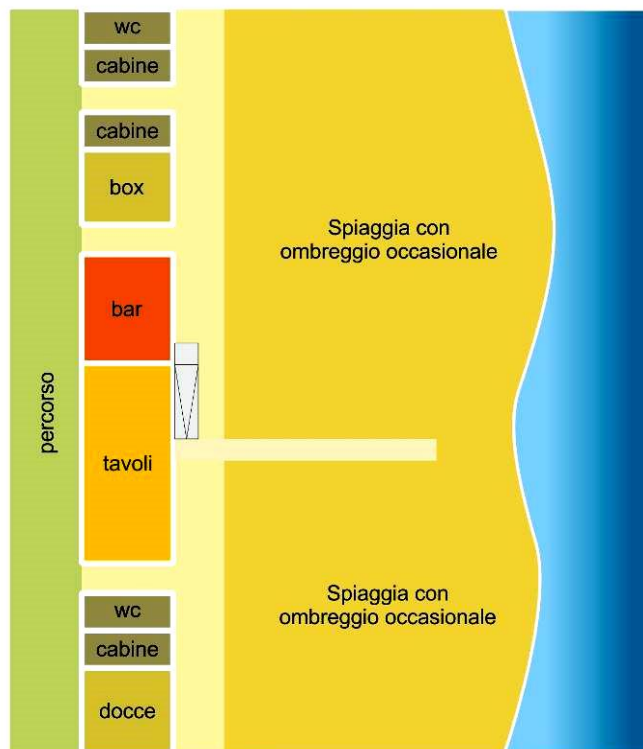 wc
cabine
cabine
box
bar
tavoli
wc
cabine
docce
percorso
Spiaggia con
ombreggio occasionale
Spiaggia con
ombreggio occasionale